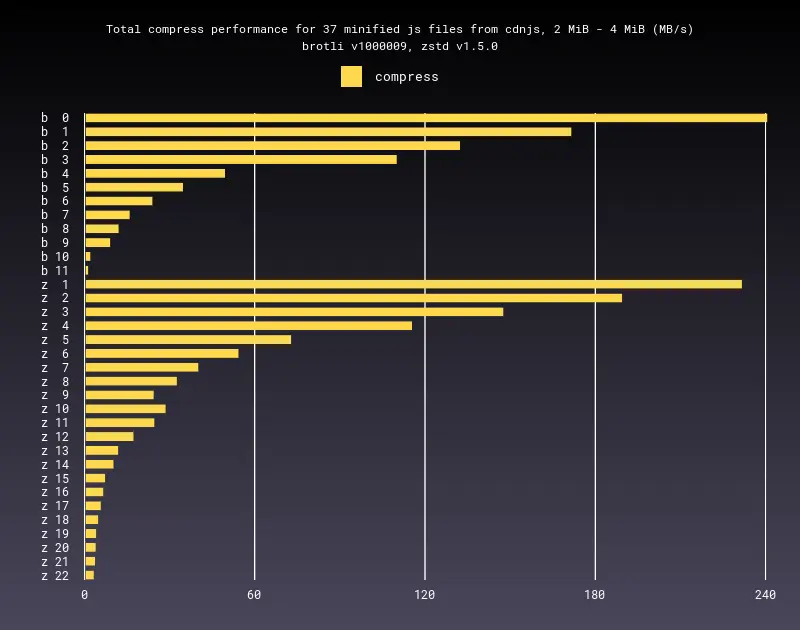 Total compress performance for 37 minified js files from cdnjs, 2 MiB - 4 MiB (MB/s)
brotli v1000009, zstd v1.5.0
compress
b  0
b  1
b  2
b  3
b  4
b  5
b  6
b  7
b  8
b  9
b 10
b 11
z  1
z  2
z  3
z  4
z  5
z  6
z  7
z  8
z  9
z 10
z 11
z 12
z 13
z 14
z 15
z 16
z 17
z 18
z 19
z 20
z 21
z 22
0 60 120 180 240